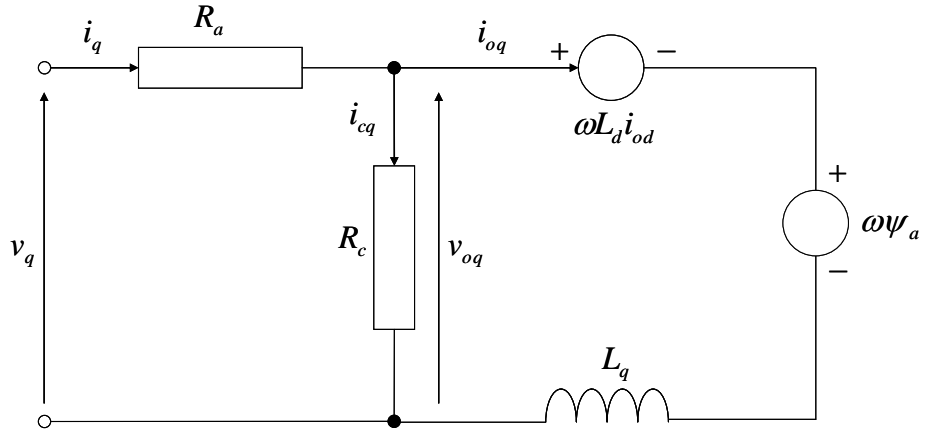 R_a
i_q
i_oq
+
−
i_cq
ωL_d i_od
+
v_q
R_c
v_oq
ωψ_a
−
L_q